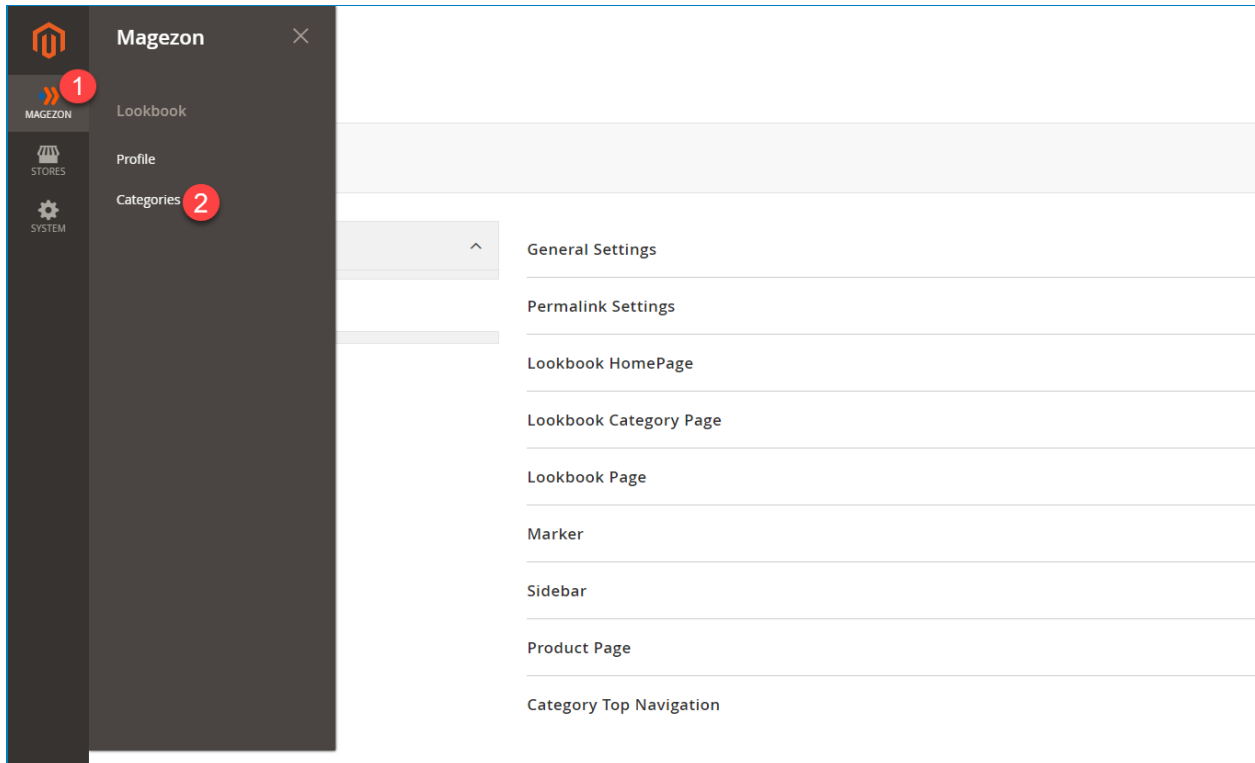 MAGEZON
STORES
SYSTEM
1
Magezon
Lookbook
Profile
Categories
2
General Settings
Permalink Settings
Lookbook HomePage
Lookbook Category Page
Lookbook Page
Marker
Sidebar
Product Page
Category Top Navigation